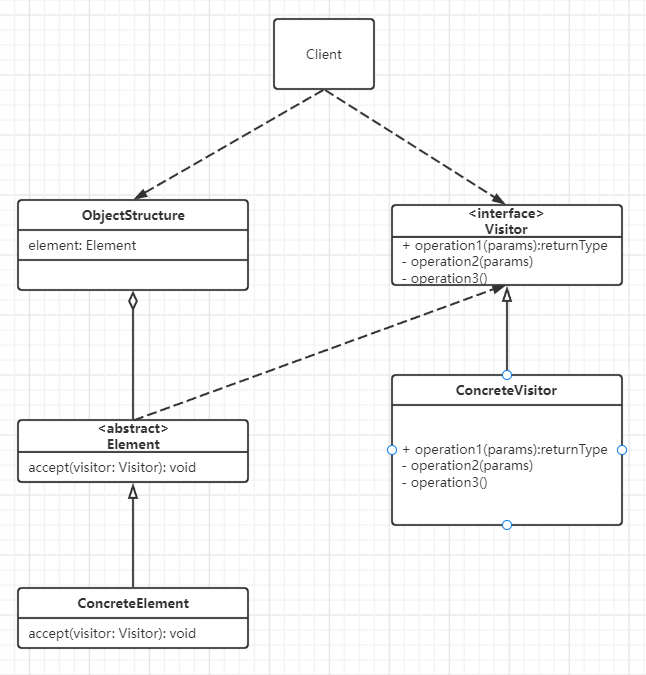 Client
ObjectStructure
element: Element
<interface>
Visitor
+ operation1(params):returnType
- operation2(params)
- operation3()
<abstract>
Element
accept(visitor: Visitor): void
ConcreteVisitor
+ operation1(params):returnType
- operation2(params)
- operation3()
ConcreteElement
accept(visitor: Visitor): void